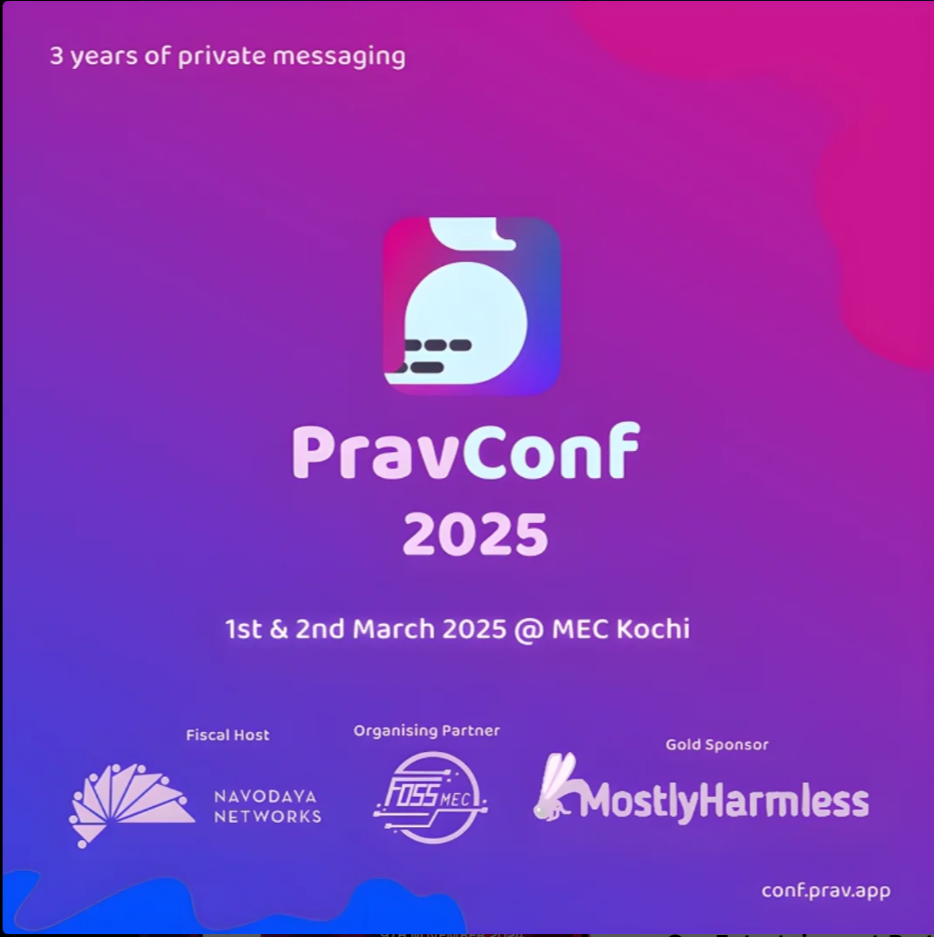 3 years of private messaging
PravConf
2025
1st & 2nd March 2025 @ MEC Kochi
Fiscal Host
NAVODAYA
NETWORKS
Organising Partner
FOSS MEC
Gold Sponsor
MostlyHarmless
conf.prav.app